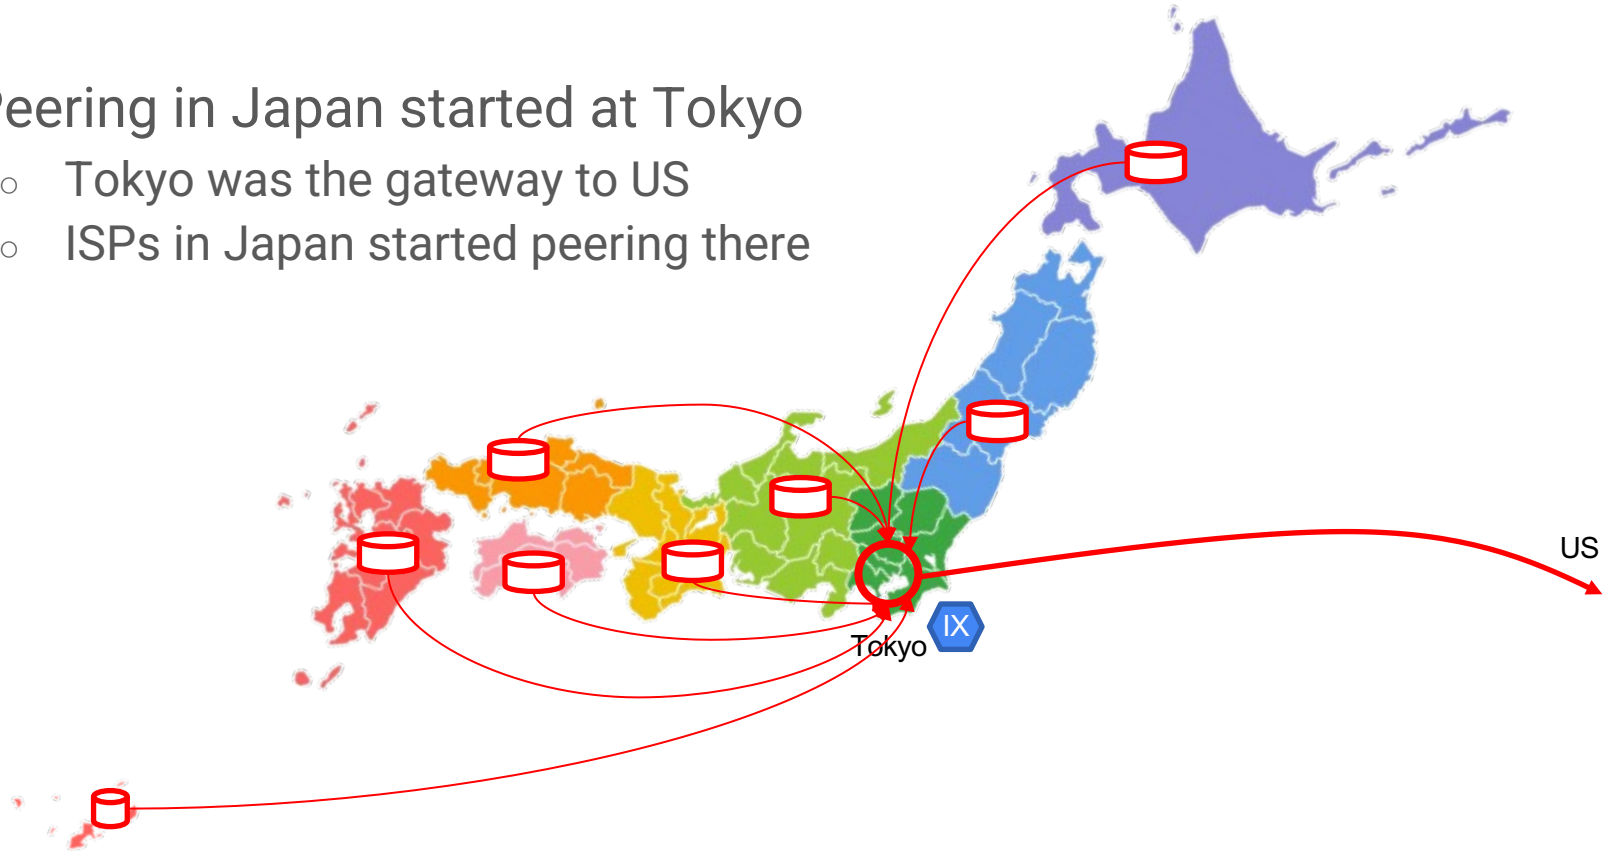 Peering in Japan started at Tokyo
○ Tokyo was the gateway to US
○ ISPs in Japan started peering there
US
IX
Tokyo